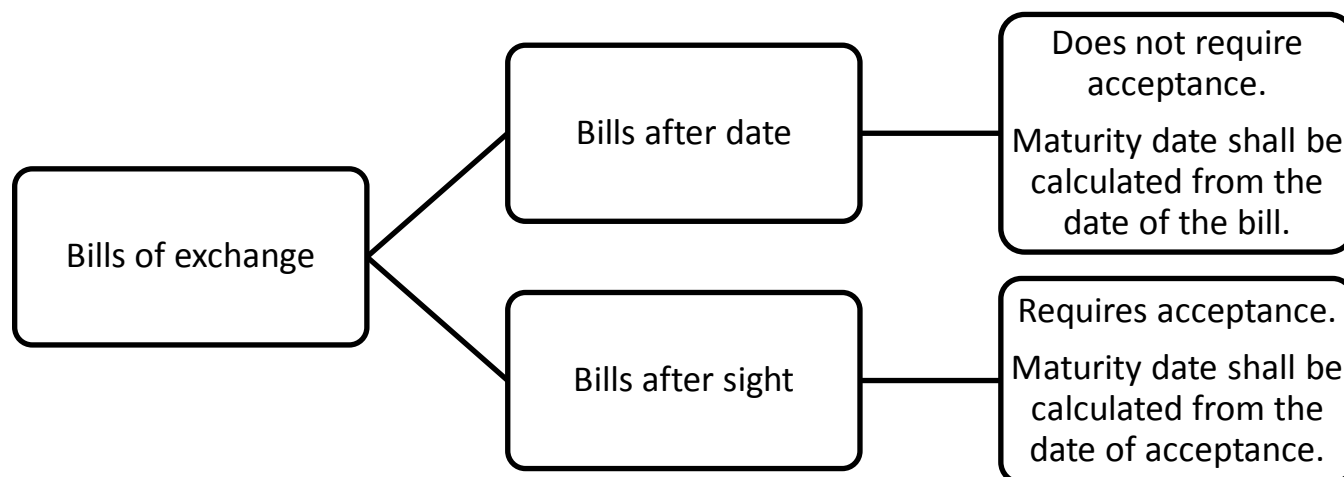 Bills of exchange
Bills after date
Does not require
acceptance.
Maturity date shall be
calculated from the
date of the bill.
Bills after sight
Requires acceptance.
Maturity date shall be
calculated from the
date of acceptance.